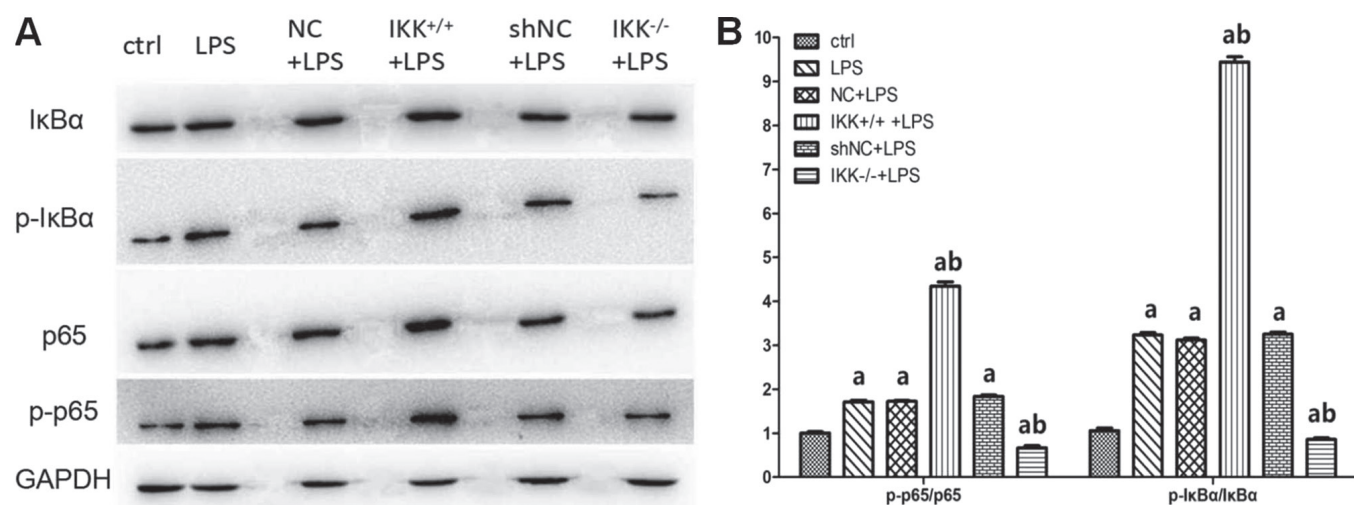 A
ctrl LPS NC +LPS IKK+/+ +LPS shNC +LPS IKK-/- +LPS
IκBα
p-IκBα
p65
p-p65
GAPDH
B
10
9
8
7
6
5
4
3
2
1
0
ctrl
LPS
NC+LPS
IKK+/+ +LPS
shNC+LPS
IKK-/-+LPS
a a ab a ab
a a ab a ab
p-p65/p65 p-IκBα/IκBα